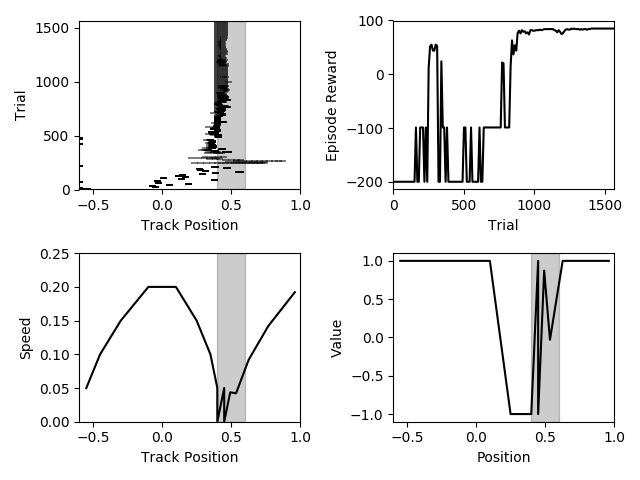 1500
1000
500
0
Trial
−0.5 0.0 0.5 1.0
Track Position
100
0
−100
−200
Episode Reward
0 500 1000 1500
Trial
0.25
0.20
0.15
0.10
0.05
0.00
Speed
−0.5 0.0 0.5 1.0
Track Position
1.0
0.5
0.0
−0.5
−1.0
Value
−0.5 0.0 0.5 1.0
Position